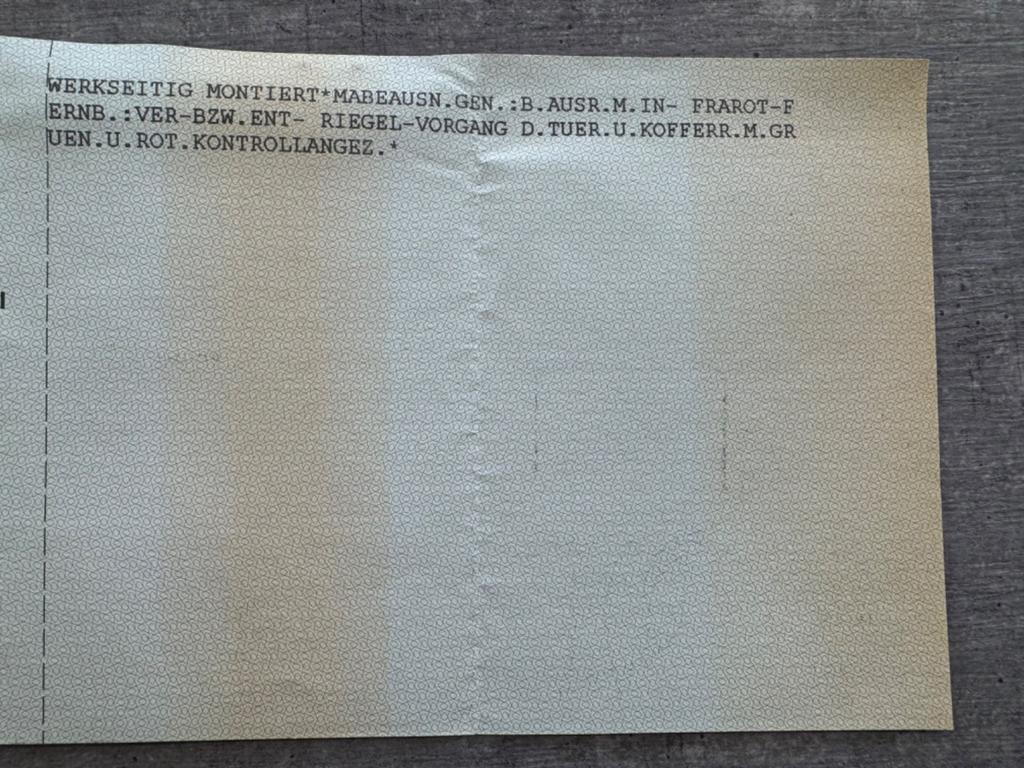 WERKSEITIG MONTIERT*MABEAUSN.GEN.:B.AUSR.M.IN- FRAROT-F
ERNB.:VER-BZW.ENT- RIEGEL-VORGANG D.TUER.U.KOFFERR.M.GR
UEN.U.ROT.KONTROLLANGEZ.*